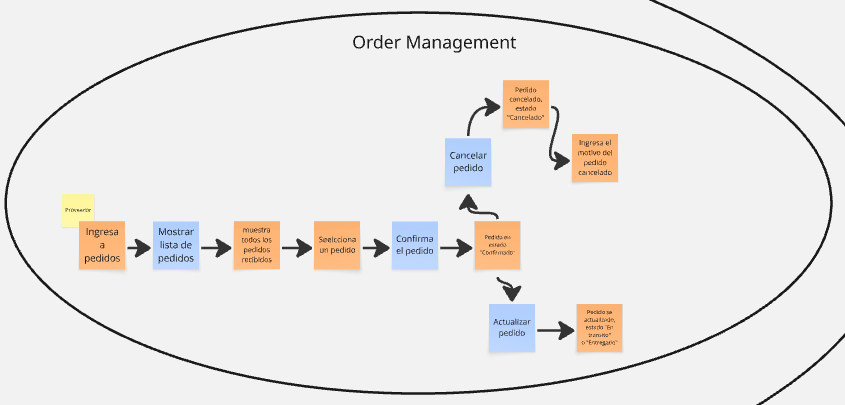 Order Management
Pedido
cancelado,
estado
"Cancelado"
Ingresa el
motivo del
pedido
cancelado
Cancelar
pedido
Proveedor
Ingresa
a
pedidos
Mostrar
lista de
pedidos
muestra
todos los
pedidos
recibidos
Seelcciona
un pedido
Confirma
el pedido
Pedido en
estado
"Confirmado"
Actualizar
pedido
Pedido se
actualizado,
estado "En
transito"
o "Entregado"